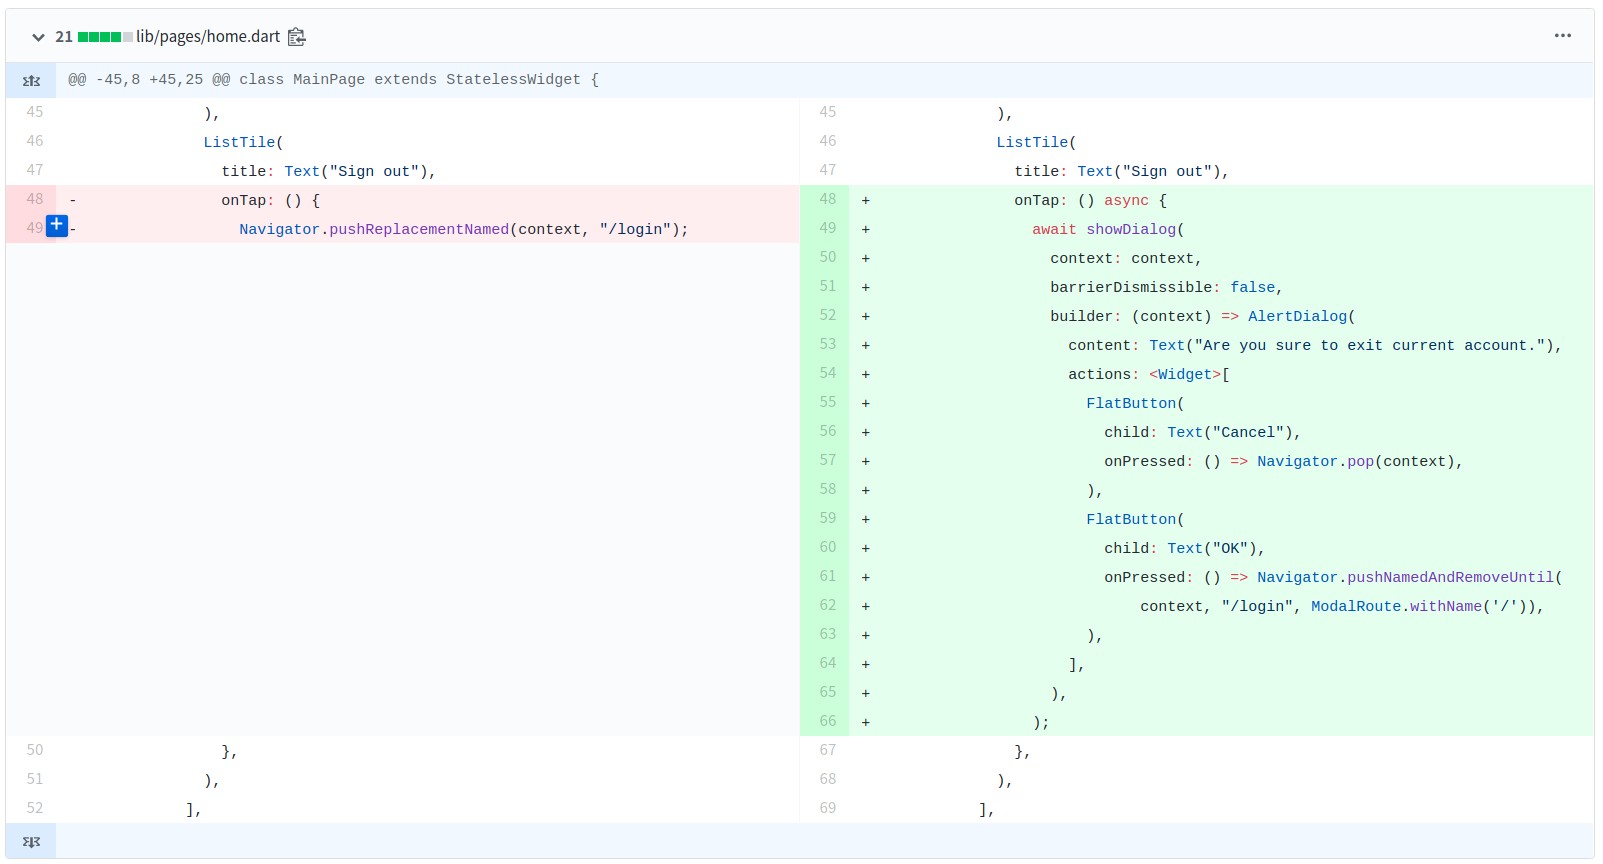 21 lib/pages/home.dart
@@ -45,8 +45,25 @@ class MainPage extends StatelessWidget {
45 ),
46 ListTile(
47 title: Text("Sign out"),
48 - onTap: () {
49 - Navigator.pushReplacementNamed(context, "/login");
50 },
51 ),
52 ],
45 ),
46 ListTile(
47 title: Text("Sign out"),
48 + onTap: () async {
49 + await showDialog(
50 + context: context,
51 + barrierDismissible: false,
52 + builder: (context) => AlertDialog(
53 + content: Text("Are you sure to exit current account."),
54 + actions: <Widget>[
55 + FlatButton(
56 + child: Text("Cancel"),
57 + onPressed: () => Navigator.pop(context),
58 + ),
59 + FlatButton(
60 + child: Text("OK"),
61 + onPressed: () => Navigator.pushNamedAndRemoveUntil(
62 + context, "/login", ModalRoute.withName('/')),
63 + ),
64 + ],
65 + ),
66 + );
67 },
68 ),
69 ],